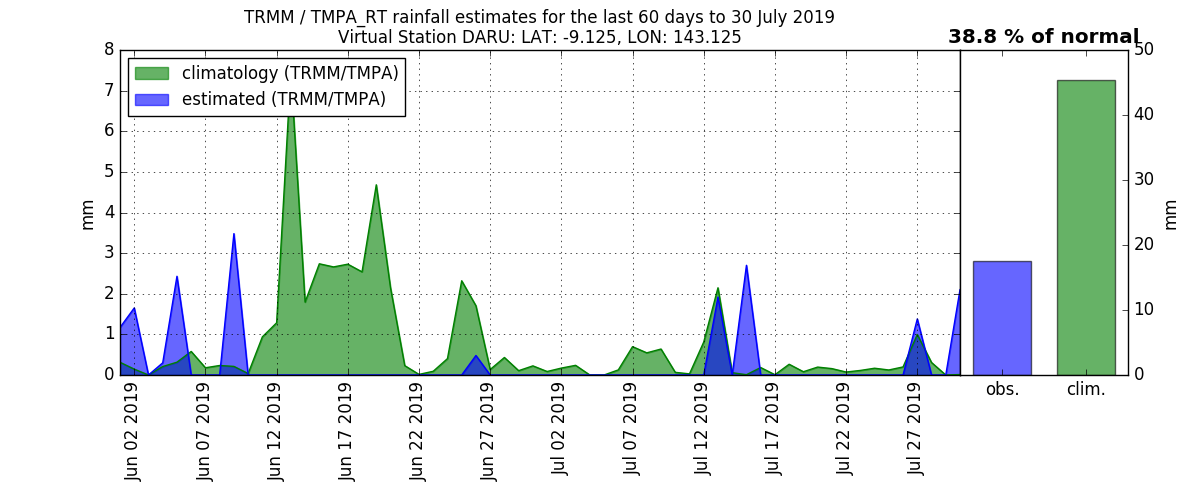 TRMM / TMPA_RT rainfall estimates for the last 60 days to 30 July 2019
Virtual Station DARU: LAT: -9.125, LON: 143.125
38.8 % of normal
climatology (TRMM/TMPA)
estimated (TRMM/TMPA)
8
7
6
5
4
3
2
1
0
mm
Jun 02 2019
Jun 07 2019
Jun 12 2019
Jun 17 2019
Jun 22 2019
Jun 27 2019
Jul 02 2019
Jul 07 2019
Jul 12 2019
Jul 17 2019
Jul 22 2019
Jul 27 2019
obs.
clim.
50
40
30
20
10
0
mm